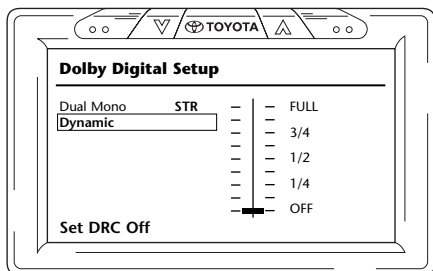 TOYOTA
Dolby Digital Setup
Dual Mono STR
Dynamic
FULL
3/4
1/2
1/4
OFF
Set DRC Off